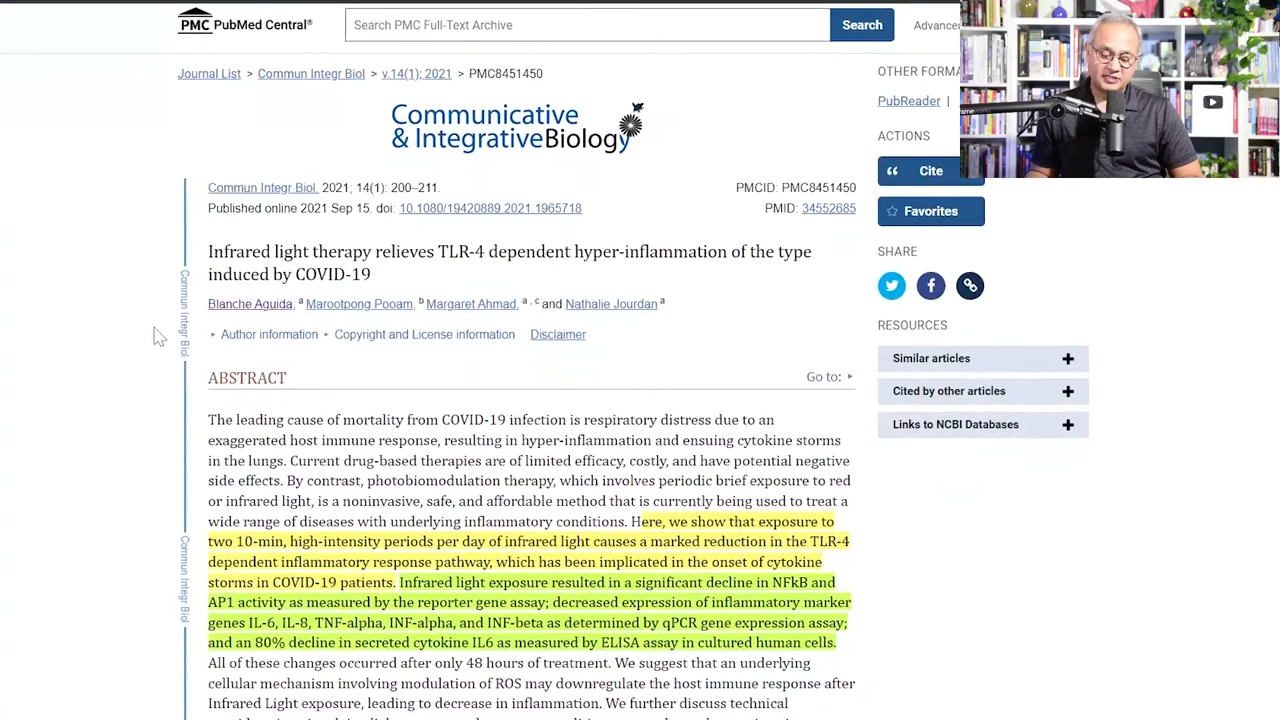 PMC PubMed Central®
Search PMC Full-Text Archive
Search
Advanced
Journal List > Commun Integr Biol > v.14(1); 2021 > PMC8451450
Communicative
& IntegrativeBiology
Commun Integr Biol. 2021; 14(1): 200–211.
PMCID: PMC8451450
Published online 2021 Sep 15. doi: 10.1080/19420889.2021.1965718
PMID: 34552685
Infrared light therapy relieves TLR-4 dependent hyper-inflammation of the type
induced by COVID-19
Blanche Aguida, a Marootpong Pooam, b Margaret Ahmad, a , c and Nathalie Jourdan a
Author information
Copyright and License information
Disclaimer
ABSTRACT
Go to:
The leading cause of mortality from COVID-19 infection is respiratory distress due to an
exaggerated host immune response, resulting in hyper-inflammation and ensuing cytokine storms
in the lungs. Current drug-based therapies are of limited efficacy, costly, and have potential negative
side effects. By contrast, photobiomodulation therapy, which involves periodic brief exposure to red
or infrared light, is a noninvasive, safe, and affordable method that is currently being used to treat a
wide range of diseases with underlying inflammatory conditions. Here, we show that exposure to
two 10-min, high-intensity periods per day of infrared light causes a marked reduction in the TLR-4
dependent inflammatory response pathway, which has been implicated in the onset of cytokine
storms in COVID-19 patients. Infrared light exposure resulted in a significant decline in NFkB and
AP1 activity as measured by the reporter gene assay; decreased expression of inflammatory marker
genes IL-6, IL-8, TNF-alpha, INF-alpha, and INF-beta as determined by qPCR gene expression assay;
and an 80% decline in secreted cytokine IL6 as measured by ELISA assay in cultured human cells.
All of these changes occurred after only 48 hours of treatment. We suggest that an underlying
cellular mechanism involving modulation of ROS may downregulate the host immune response after
Infrared Light exposure, leading to decrease in inflammation. We further discuss technical
Commun Integr Biol
Commun Integr Biol
OTHER FORMA
PubReader |
ACTIONS
Cite
Favorites
SHARE
RESOURCES
Similar articles
Cited by other articles
Links to NCBI Databases